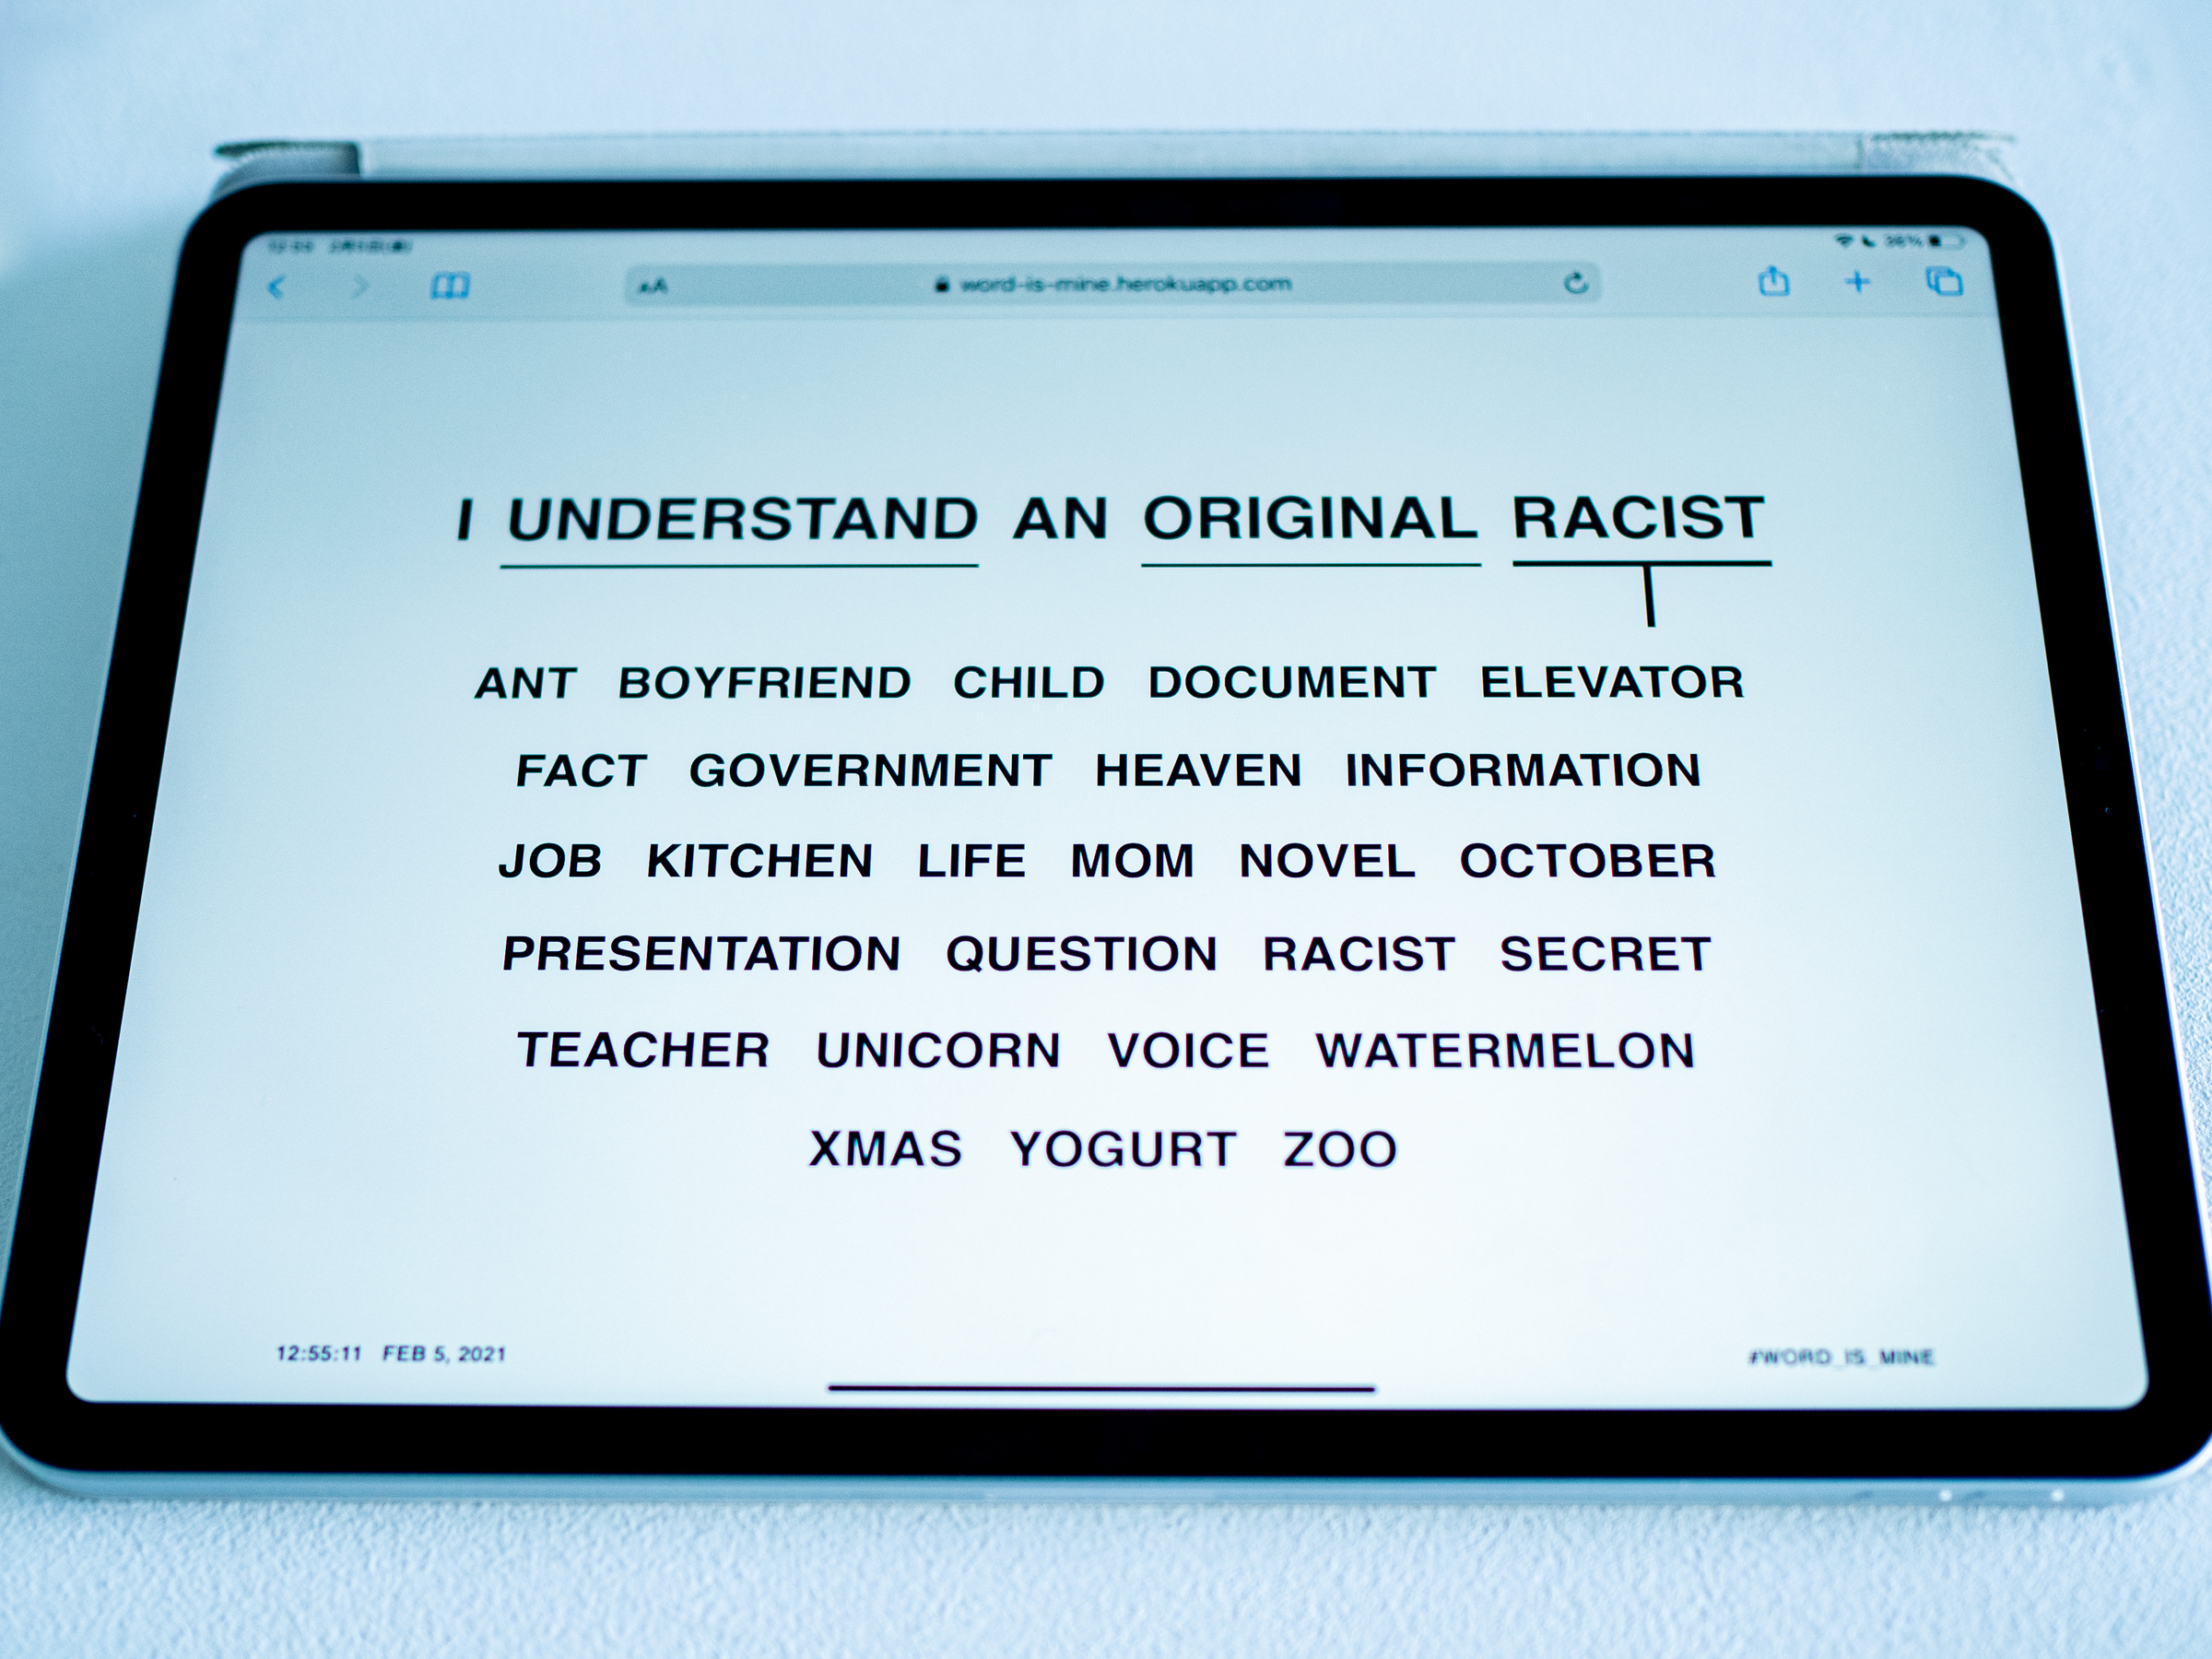 AA word-is-mine.herokuapp.com 36%
I UNDERSTAND AN ORIGINAL RACIST
ANT BOYFRIEND CHILD DOCUMENT ELEVATOR
FACT GOVERNMENT HEAVEN INFORMATION
JOB KITCHEN LIFE MOM NOVEL OCTOBER
PRESENTATION QUESTION RACIST SECRET
TEACHER UNICORN VOICE WATERMELON
XMAS YOGURT ZOO
12:55:11 FEB 5, 2021 #WORD_IS_MINE